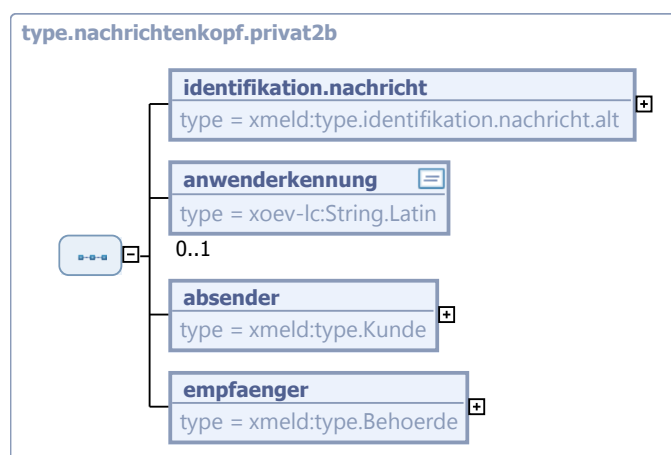 type.nachrichtenkopf.privat2b
identifikation.nachricht
type = xmeld:type.identifikation.nachricht.alt
anwenderkennung
type = xoev-lc:String.Latin
0..1
absender
type = xmeld:type.Kunde
empfaenger
type = xmeld:type.Behoerde